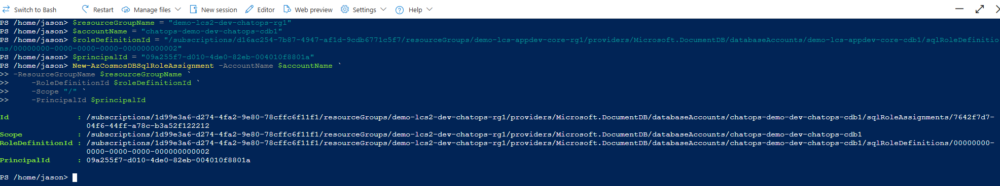 Switch to Bash Restart Manage files New session Editor Web preview Settings Help
PS /home/jason> $resourceGroupName = "demo-lcs2-dev-chatops-rg1"
PS /home/jason> $accountName = "chatops-demo-dev-chatops-cdb1"
PS /home/jason> $roleDefinitionId = "/subscriptions/d16ac254-7b87-4947-af1d-9cdb6771c5f7/resourceGroups/demo-lcs-appdev-core-rg1/providers/Microsoft.DocumentDB/databaseAccounts/demo-lcs-appdev-core-cdb1/sqlRoleDefinitio
ns/00000000-0000-0000-0000-000000000002"
PS /home/jason> $principalId = "09a255f7-d010-4de0-82eb-004010f8801a"
PS /home/jason> New-AzCosmosDBSqlRoleAssignment -AccountName $accountName `
>> -ResourceGroupName $resourceGroupName `
>>     -RoleDefinitionId $roleDefinitionId `
>>     -Scope "/" `
>>     -PrincipalId $principalId
Id : /subscriptions/1d99e3a6-d274-4fa2-9e80-78cffc6f11f1/resourceGroups/demo-lcs2-dev-chatops-rg1/providers/Microsoft.DocumentDB/databaseAccounts/chatops-demo-dev-chatops-cdb1/sqlRoleAssignments/7642f7d7-
04f6-44ff-a78c-b3a52f122212
Scope : /subscriptions/1d99e3a6-d274-4fa2-9e80-78cffc6f11f1/resourceGroups/demo-lcs2-dev-chatops-rg1/providers/Microsoft.DocumentDB/databaseAccounts/chatops-demo-dev-chatops-cdb1
RoleDefinitionId : /subscriptions/1d99e3a6-d274-4fa2-9e80-78cffc6f11f1/resourceGroups/demo-lcs2-dev-chatops-rg1/providers/Microsoft.DocumentDB/databaseAccounts/chatops-demo-dev-chatops-cdb1/sqlRoleDefinitions/00000000-
0000-0000-0000-000000000002
PrincipalId : 09a255f7-d010-4de0-82eb-004010f8801a
PS /home/jason>